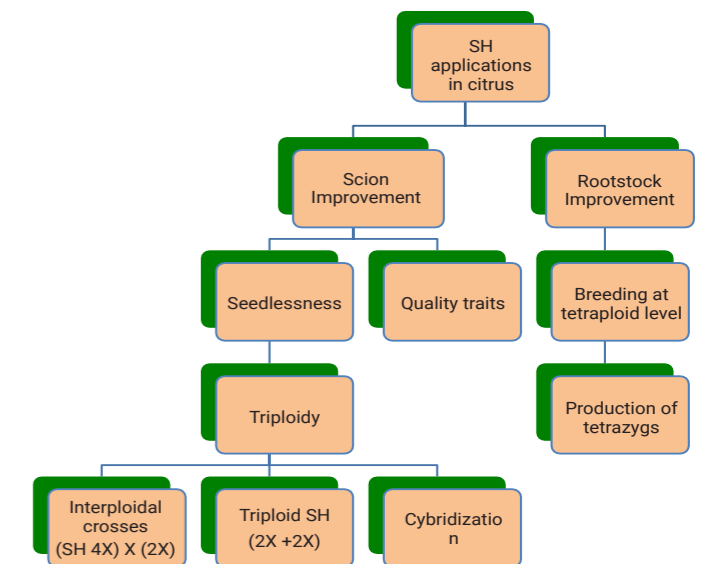 SH
applications
in citrus
Scion
Improvement
Rootstock
Improvement
Seedlessness
Quality traits
Breeding at
tetraploid level
Triploidy
Production of
tetrazygs
Interploidal
crosses
(SH 4X) X (2X)
Triploid SH
(2X +2X)
Cybridizatio
n